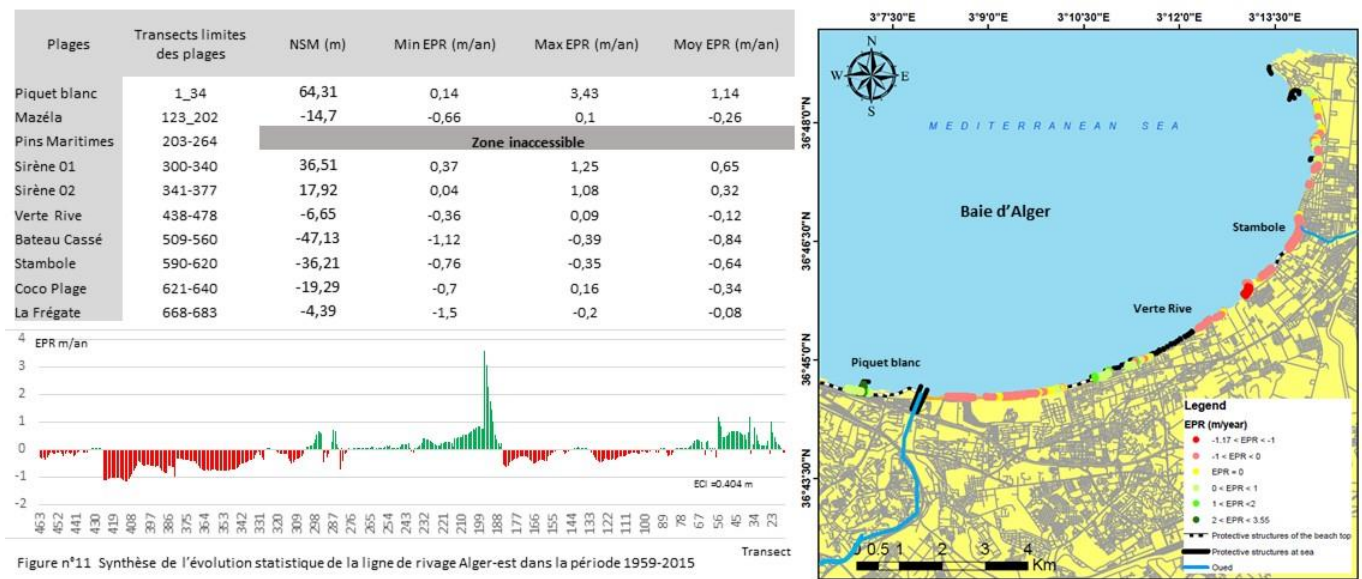 Plages Transects limites des plages NSM (m) Min EPR (m/an) Max EPR (m/an) Moy EPR (m/an)
Piquet blanc 1_34 64,31 0,14 3,43 1,14
Mazéla 123_202 -14,7 -0,66 0,1 -0,26
Pins Maritimes 203-264 Zone inaccessible
Sirène 01 300-340 36,51 0,37 1,25 0,65
Sirène 02 341-377 17,92 0,04 1,08 0,32
Verte Rive 438-478 -6,65 -0,36 0,09 -0,12
Bateau Cassé 509-560 -47,13 -1,12 -0,39 -0,84
Stambole 590-620 -36,21 -0,76 -0,35 -0,64
Coco Plage 621-640 -19,29 -0,7 0,16 -0,34
La Frégate 668-683 -4,39 -1,5 -0,2 -0,08
EPR m/an
4
3
2
1
0
-1
-2
ECI =0.404 m
463 452 441 430 419 408 397 386 375 364 353 342 331 320 309 298 287 276 265 254 243 232 221 210 199 188 177 166 155 144 133 122 111 100 89 78 67 56 45 34 23
Transect
Figure n°11 Synthèse de l'évolution statistique de la ligne de rivage Alger-est dans la période 1959-2015
3°7'30"E 3°9'0"E 3°10'30"E 3°12'0"E 3°13'30"E
N
W E
S
36°48'0"N
MEDITERRANEAN SEA
Baie d'Alger
Stambole
36°46'30"N
Verte Rive
36°45'0"N
Piquet blanc
36°43'30"N
Legend
EPR (m/year)
-1.17 < EPR < -1
-1 < EPR < 0
EPR = 0
0 < EPR < 1
1 < EPR <2
2 < EPR < 3.55
Protective structures of the beach top
Protective structures at sea
Oued
0 0.5 1 2 3 4
Km